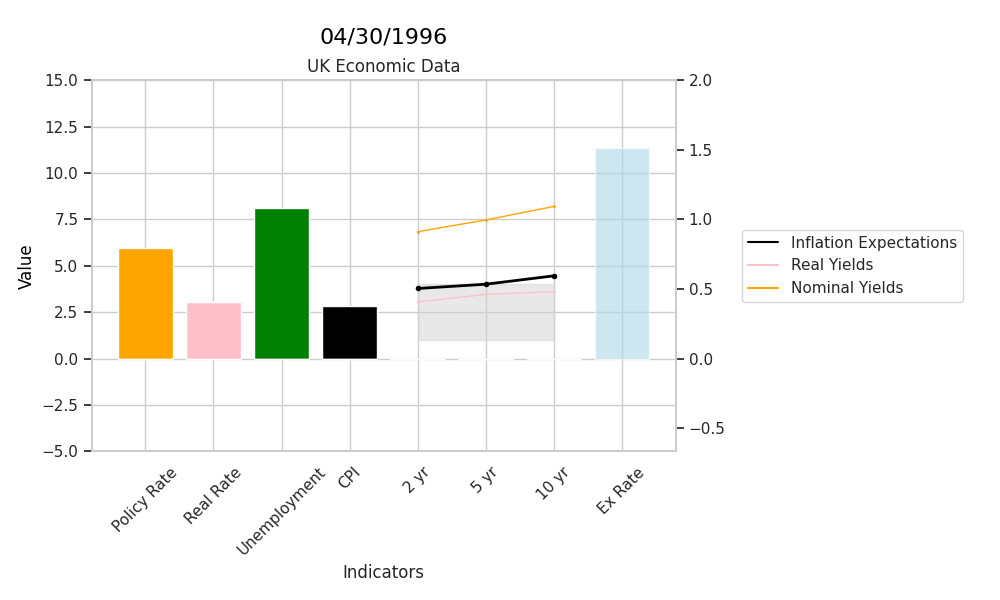 04/30/1996
UK Economic Data
15.0
12.5
10.0
7.5
5.0
2.5
0.0
−2.5
−5.0
Value
2.0
1.5
1.0
0.5
0.0
−0.5
Inflation Expectations
Real Yields
Nominal Yields
Policy Rate
Real Rate
Unemployment
CPI
2 yr
5 yr
10 yr
Ex Rate
Indicators